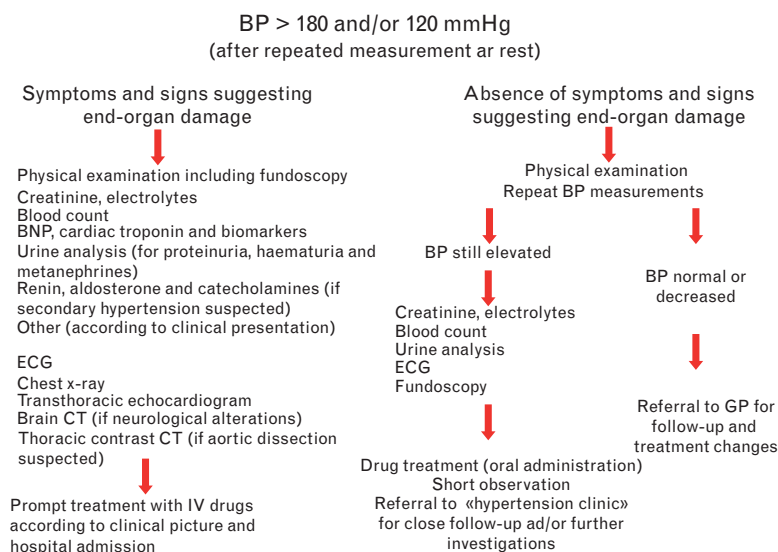 BP > 180 and/or 120 mmHg
(after repeated measurement ar rest)
Symptoms and signs suggesting
end-organ damage
Physical examination including fundoscopy
Creatinine, electrolytes
Blood count
BNP, cardiac troponin and biomarkers
Urine analysis (for proteinuria, haematuria and
metanephrines)
Renin, aldosterone and catecholamines (if
secondary hypertension suspected)
Other (according to clinical presentation)
ECG
Chest x-ray
Transthoracic echocardiogram
Brain CT (if neurological alterations)
Thoracic contrast CT (if aortic dissection
suspected)
Prompt treatment with IV drugs
according to clinical picture and
hospital admission
Absence of symptoms and signs
suggesting end-organ damage
Physical examination
Repeat BP measurements
BP still elevated
Creatinine, electrolytes
Blood count
Urine analysis
ECG
Fundoscopy
Drug treatment (oral administration)
Short observation
Referral to «hypertension clinic»
for close follow-up ad/or further
investigations
BP normal or
decreased
Referral to GP for
follow-up and
treatment changes